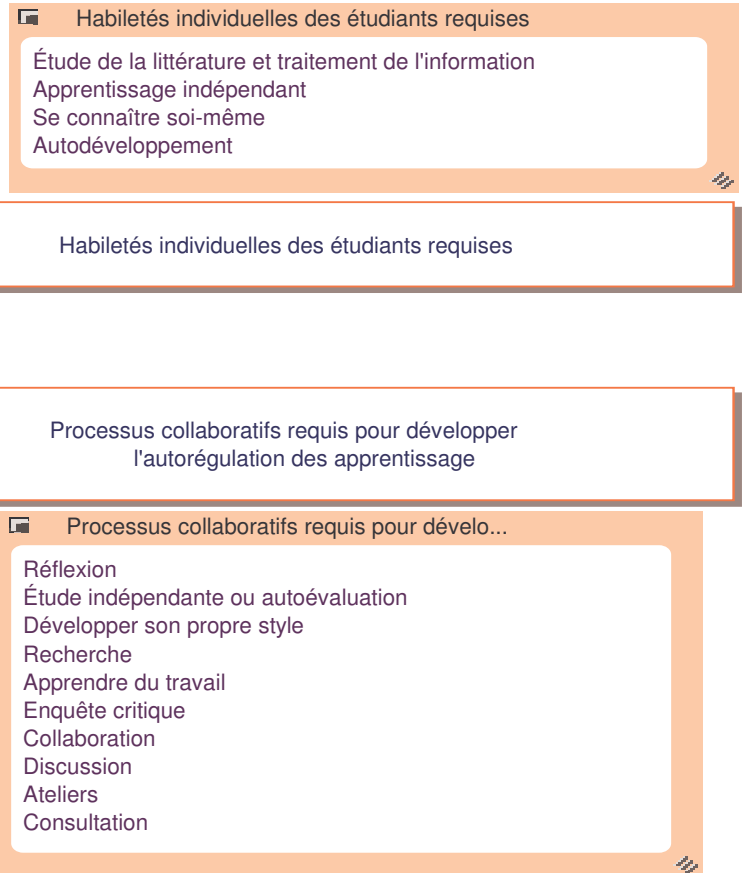 Habiletés individuelles des étudiants requises
Étude de la littérature et traitement de l'information
Apprentissage indépendant
Se connaître soi-même
Autodéveloppement
Habiletés individuelles des étudiants requises
Processus collaboratifs requis pour développer
l'autorégulation des apprentissage
Processus collaboratifs requis pour dévelo...
Réflexion
Étude indépendante ou autoévaluation
Développer son propre style
Recherche
Apprendre du travail
Enquête critique
Collaboration
Discussion
Ateliers
Consultation